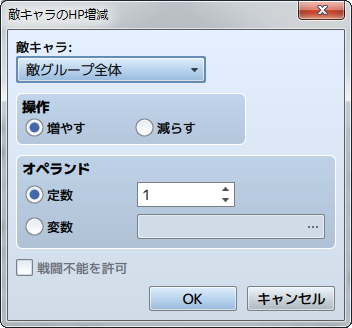 敵キャラのHP増減
敵キャラ:
敵グループ全体
操作
増やす
減らす
オペランド
定数
1
変数
...
戦闘不能を許可
OK
キャンセル